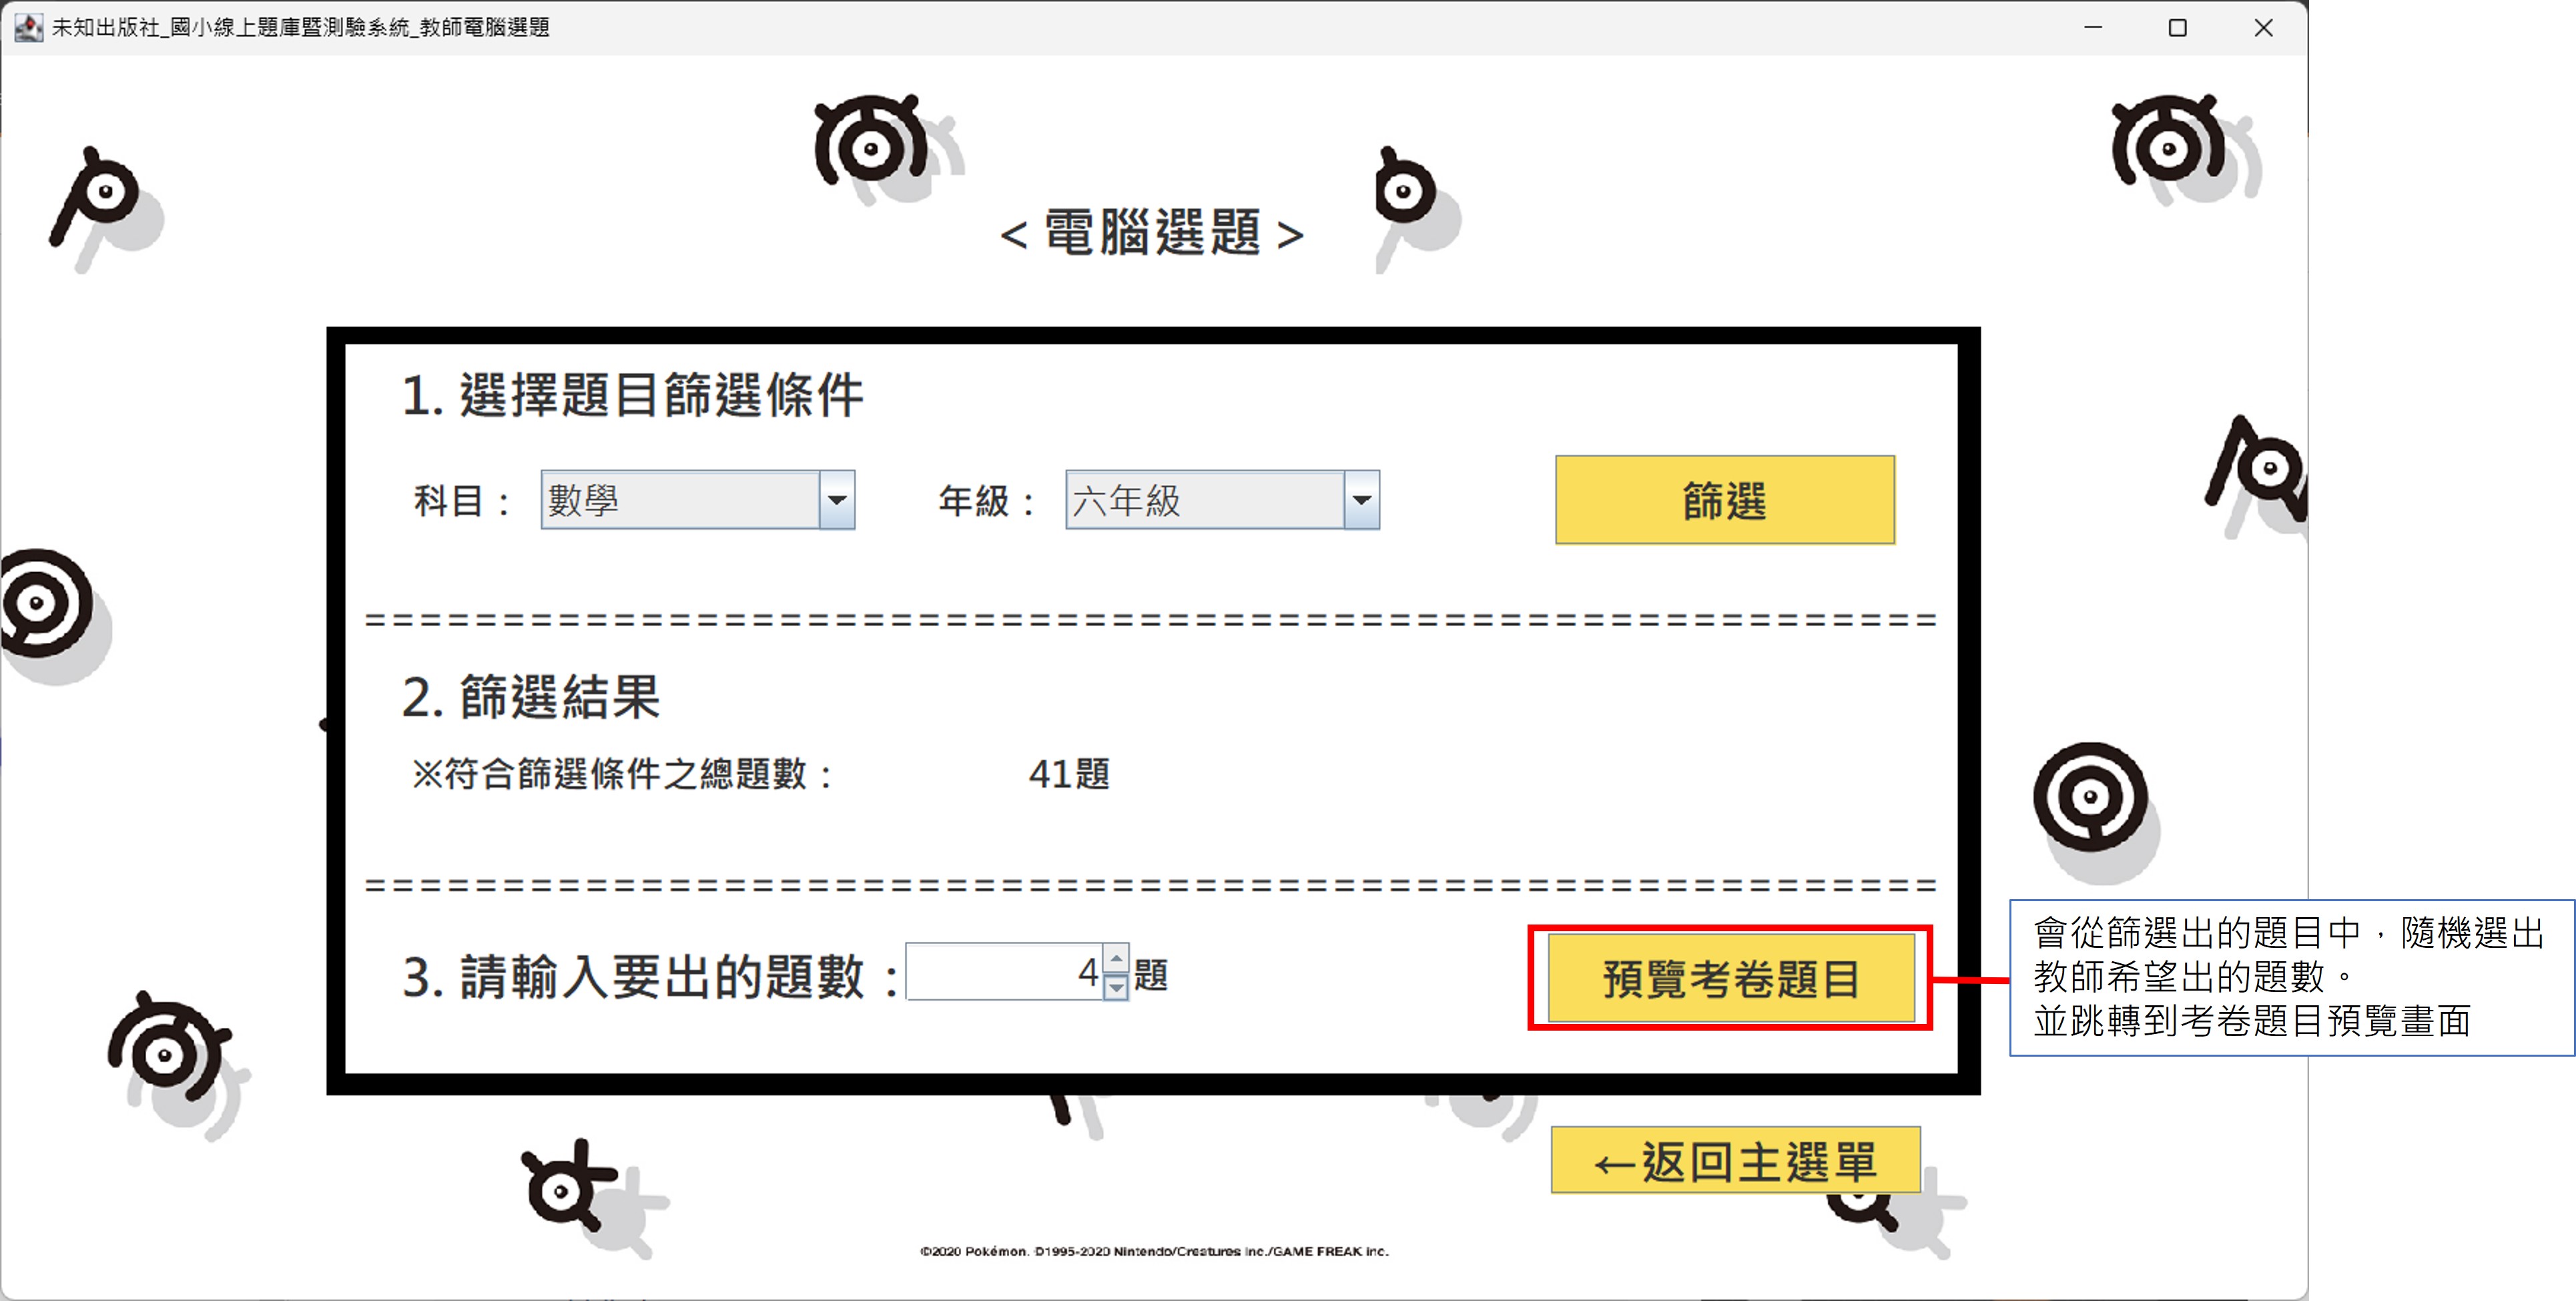 未知出版社_國小線上題庫暨測驗系統_教師電腦選題
<電腦選題>
1. 選擇題目篩選條件
科目： 數學 年級： 六年級 篩選
=========================================================
2. 篩選結果
※符合篩選條件之總題數： 41題
=========================================================
3. 請輸入要出的題數： 4 題 預覽考卷題目
會從篩選出的題目中，隨機選出
教師希望出的題數。
並跳轉到考卷題目預覽畫面
←返回主選單
©2020 Pokémon. ©1995-2020 Nintendo/Creatures Inc./GAME FREAK inc.